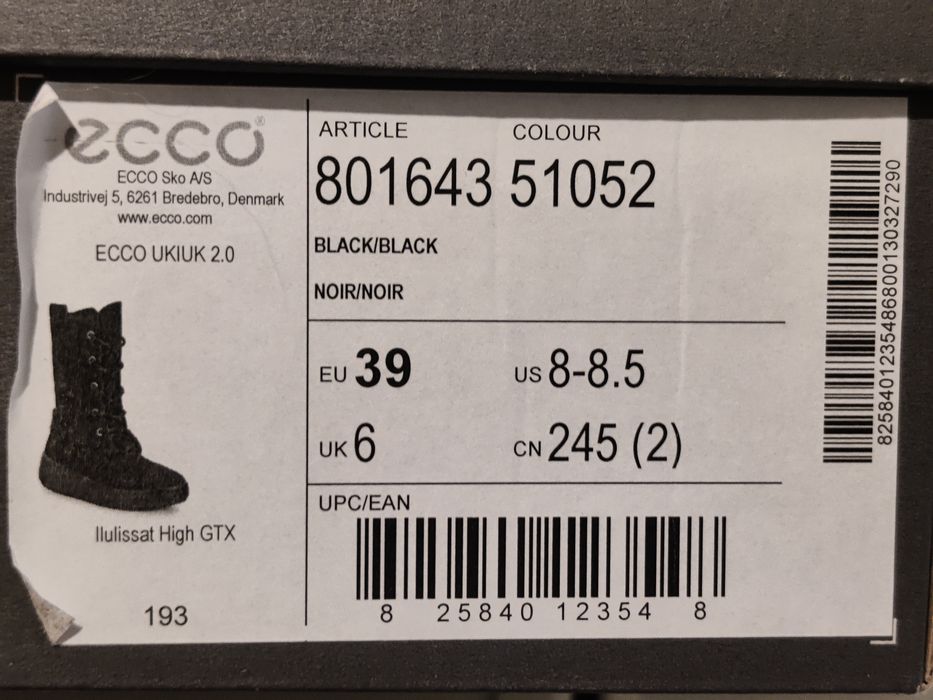 ecco®
ECCO Sko A/S
Industrivej 5, 6261 Bredebro, Denmark
www.ecco.com
ECCO UKIUK 2.0
Ilulissat High GTX
193
ARTICLE COLOUR
801643 51052
BLACK/BLACK
NOIR/NOIR
EU 39 US 8-8.5
UK 6 CN 245 (2)
UPC/EAN
8 25840 12354 8
8258401235486800130327290